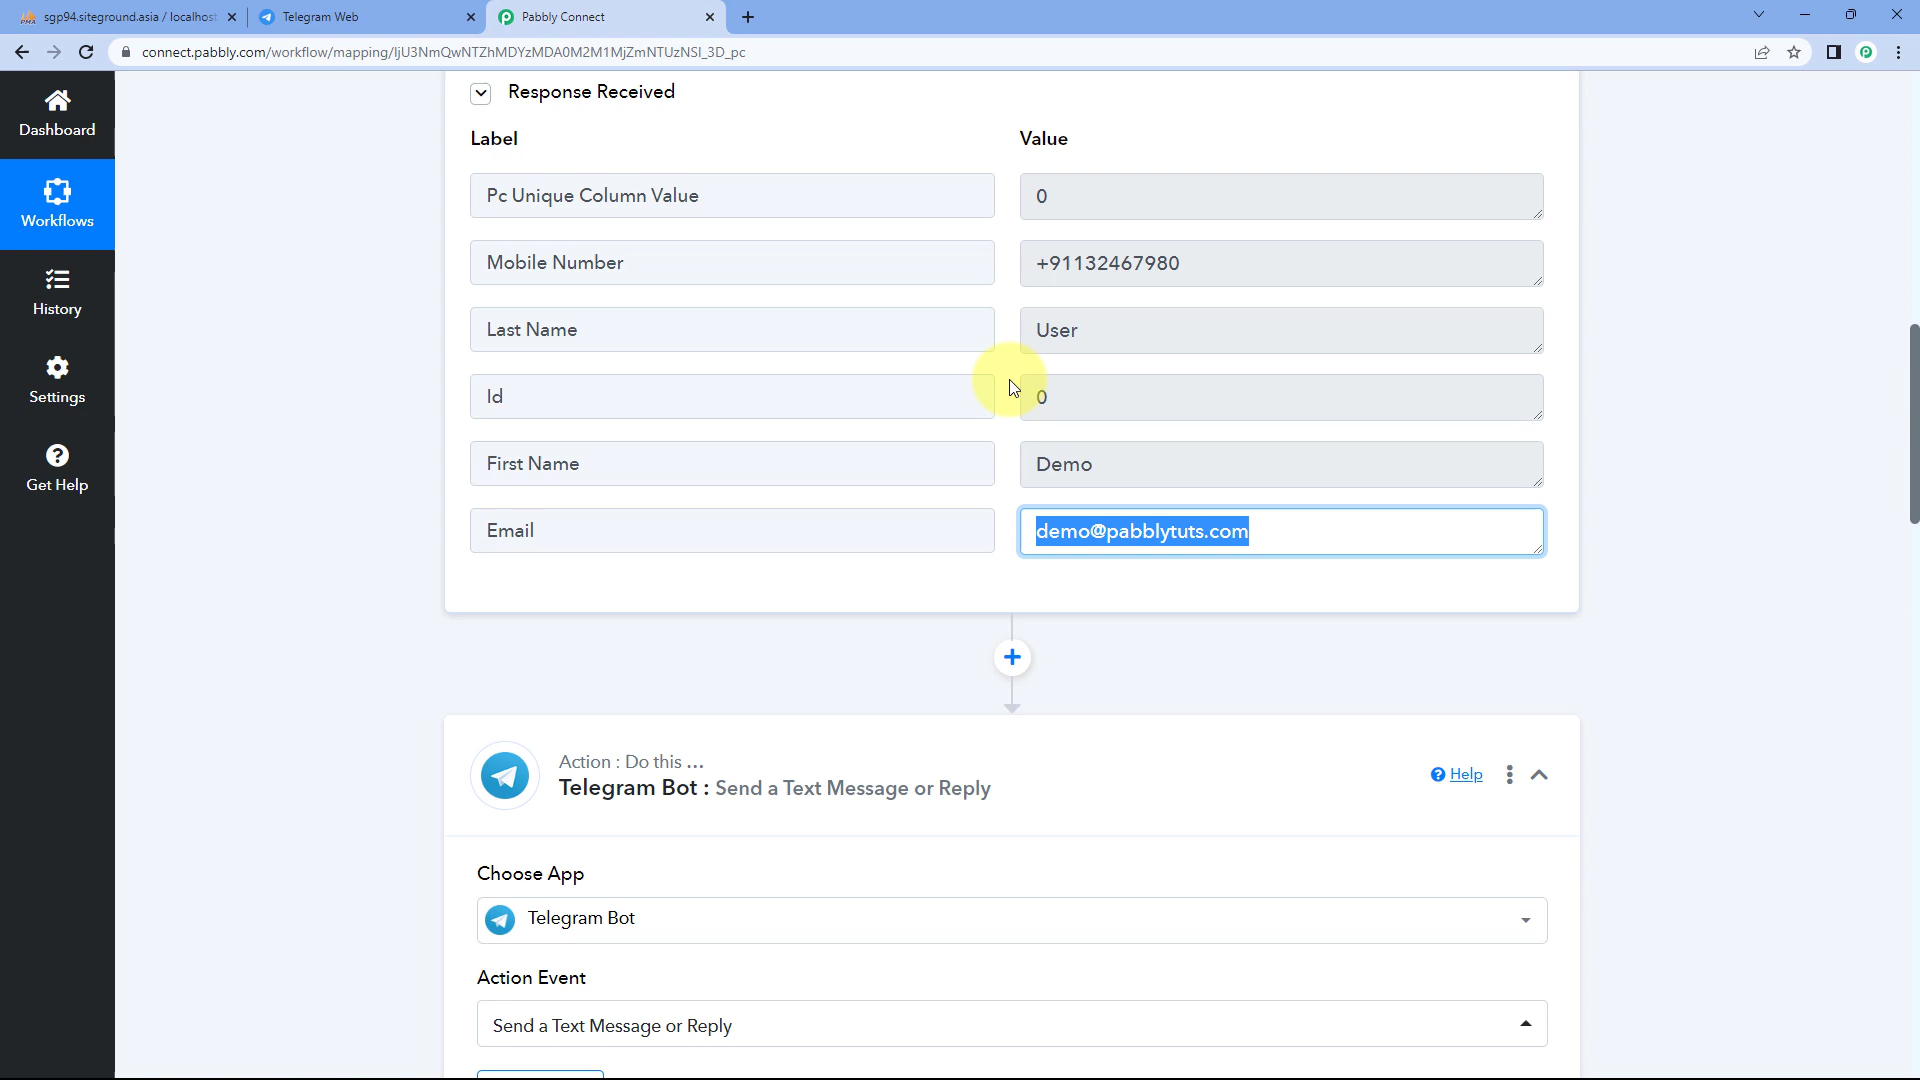 sgp94.siteground.asia / localhost
Telegram Web
Pabbly Connect
connect.pabbly.com/workflow/mapping/IjU3NmQwNTZhMDYzMDA0M2M1MjZmNTUzNSI_3D_pc
Dashboard
Workflows
History
Settings
Get Help
Response Received
Label
Value
Pc Unique Column Value
0
Mobile Number
+91132467980
Last Name
User
Id
0
First Name
Demo
Email
demo@pabblytuts.com
Action : Do this ...
Telegram Bot : Send a Text Message or Reply
Help
Choose App
Telegram Bot
Action Event
Send a Text Message or Reply